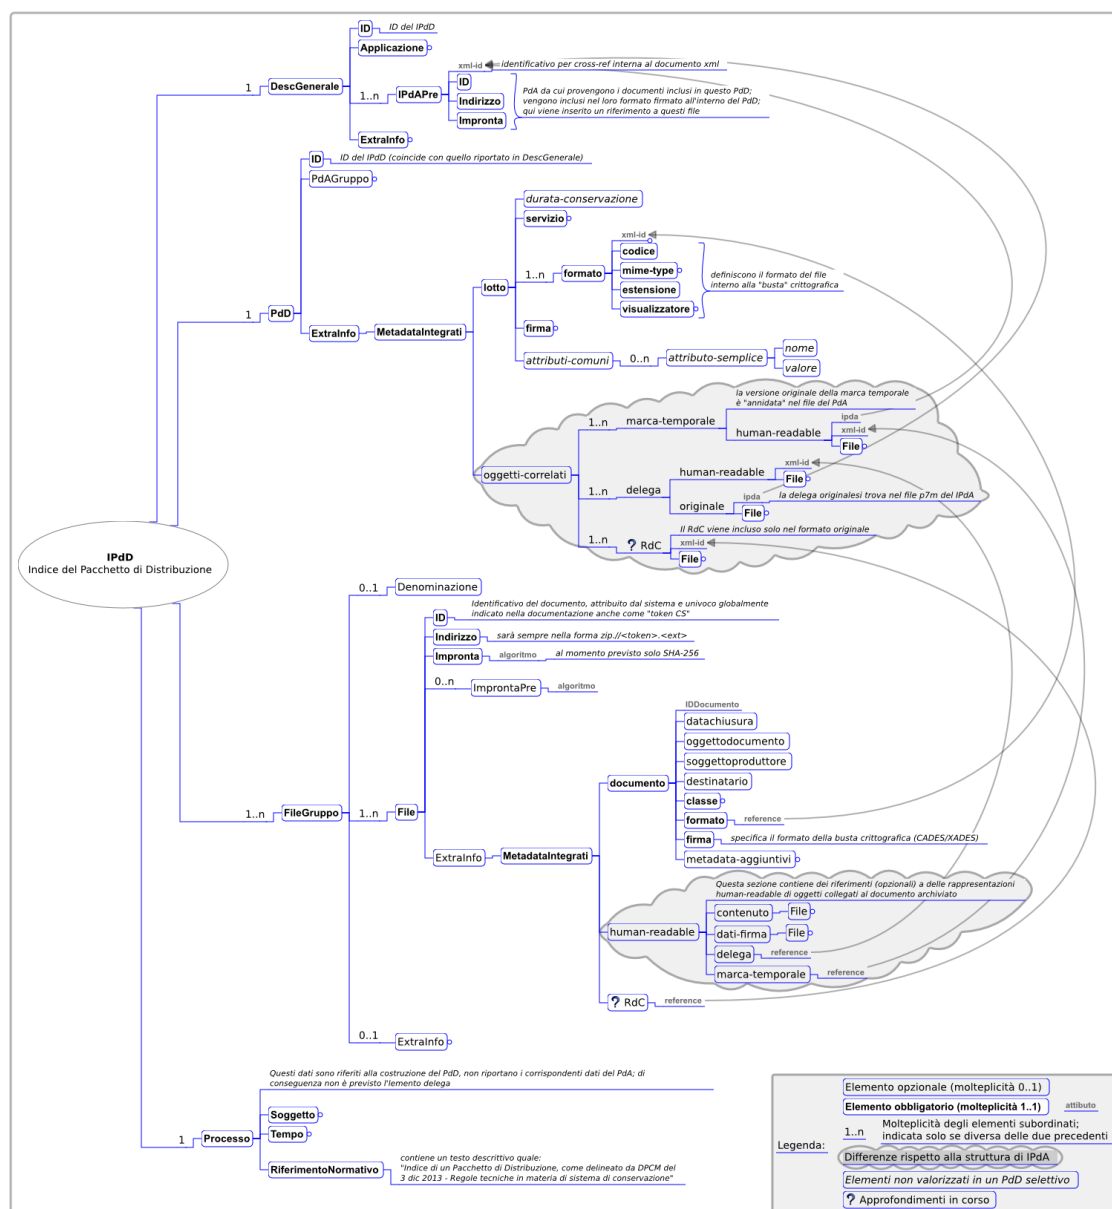 IPdD
Indice del Pacchetto di Distribuzione
1
DescGenerale
ID
ID del IPdD
Applicazione
1..n
IPdAPre
xml-id
identificativo per cross-ref interna al documento xml
ID
Indirizzo
Impronta
PdA da cui provengono i documenti inclusi in questo PdD;
vengono inclusi nel loro formato firmato all'interno del PdD;
qui viene inserito un riferimento a questi file
ExtraInfo
1
PdD
ID
ID del IPdD (coincide con quello riportato in DescGenerale)
PdAGruppo
ExtraInfo
MetadataIntegrati
lotto
durata-conservazione
servizio
1..n
formato
xml-id
codice
mime-type
estensione
visualizzatore
definiscono il formato del file
interno alla "busta" crittografica
firma
attributi-comuni
0..n
attributo-semplice
nome
valore
oggetti-correlati
1..n
marca-temporale
la versione originale della marca temporale
è "annidata" nel file del PdA
human-readable
ipda
xml-id
File
1..n
delega
human-readable
xml-id
File
originale
ipda
la delega originalesi trova nel file p7m del IPdA
File
1..n
? RdC
Il RdC viene incluso solo nel formato originale
xml-id
File
1..n
FileGruppo
0..1
Denominazione
1..n
File
ID
Identificativo del documento, attribuito dal sistema e univoco globalmente
indicato nella documentazione anche come "token CS"
Indirizzo
sarà sempre nella forma zip.//<token>.<ext>
Impronta
algoritmo
al momento previsto solo SHA-256
0..n
ImprontaPre
algoritmo
ExtraInfo
MetadataIntegrati
documento
IDDocumento
datachiusura
oggettodocumento
soggettoproduttore
destinatario
classe
formato
reference
firma
specifica il formato della busta crittografica (CADES/XADES)
metadata-aggiuntivi
human-readable
Questa sezione contiene dei riferimenti (opzionali) a delle rappresentazioni
human-readable di oggetti collegati al documento archiviato
contenuto
File
dati-firma
File
delega
reference
marca-temporale
reference
? RdC
reference
0..1
ExtraInfo
1
Processo
Questi dati sono riferiti alla costruzione del PdD, non riportano i corrispondenti dati del PdA; di
conseguenza non è previsto l'lemento delega
Soggetto
Tempo
RiferimentoNormativo
contiene un testo descrittivo quale:
"Indice di un Pacchetto di Distribuzione, come delineato da DPCM del
3 dic 2013 - Regole tecniche in materia di sistema di conservazione"
Legenda:
Elemento opzionale (molteplicità 0..1)
Elemento obbligatorio (molteplicità 1..1)
attibuto
1..n
Molteplicità degli elementi subordinati;
indicata solo se diversa delle due precedenti
Differenze rispetto alla struttura di IPdA
Elementi non valorizzati in un PdD selettivo
? Approfondimenti in corso